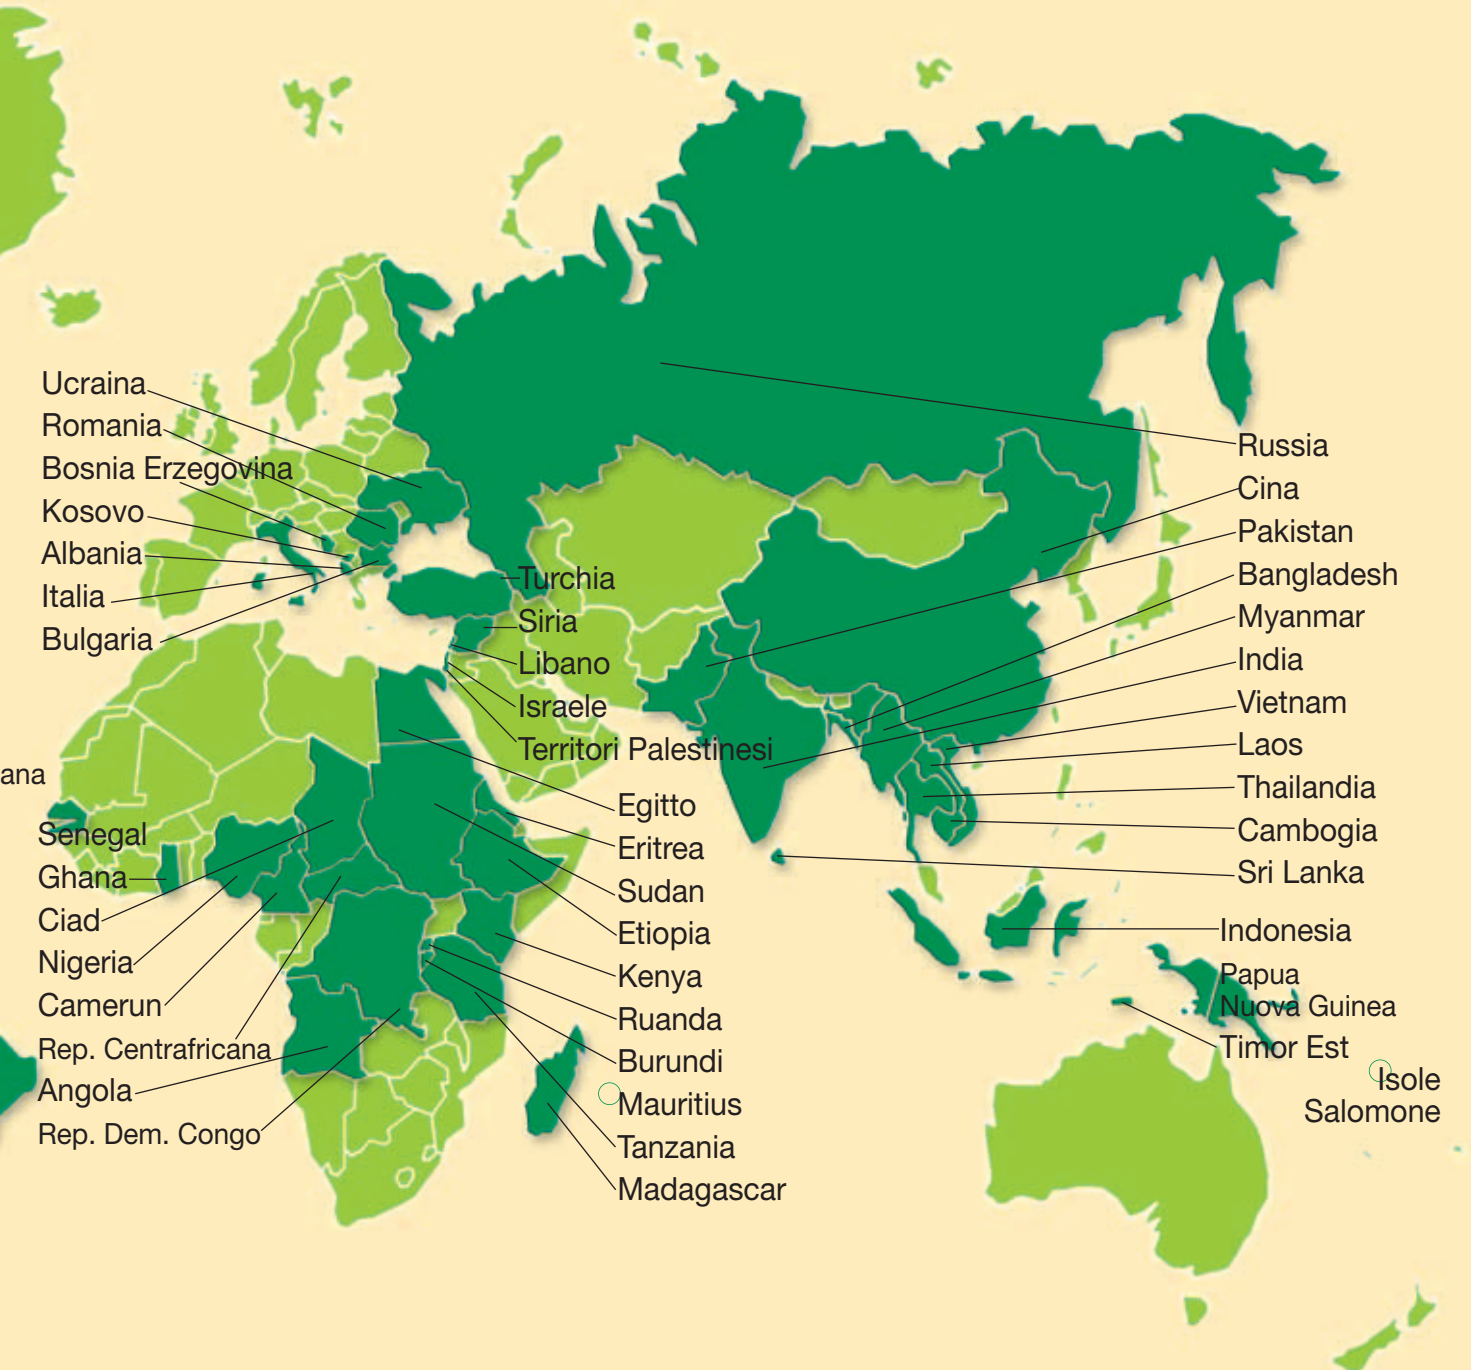 Ucraina
Romania
Bosnia Erzegovina
Kosovo
Albania
Italia
Bulgaria
ana
Senegal
Ghana
Ciad
Nigeria
Camerun
Rep. Centrafricana
Angola
Rep. Dem. Congo
Turchia
Siria
Libano
Israele
Territori Palestinesi
Egitto
Eritrea
Sudan
Etiopia
Kenya
Ruanda
Burundi
Mauritius
Tanzania
Madagascar
Russia
Cina
Pakistan
Bangladesh
Myanmar
India
Vietnam
Laos
Thailandia
Cambogia
Sri Lanka
Indonesia
Papua
Nuova Guinea
Timor Est
Isole
Salomone